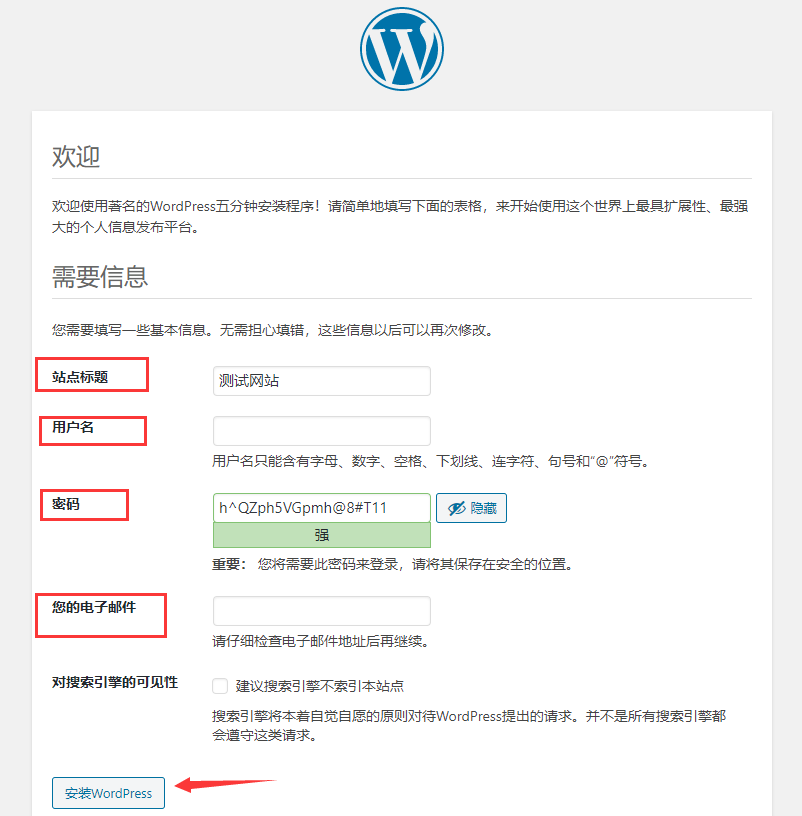 欢迎
欢迎使用著名的WordPress五分钟安装程序！请简单地填写下面的表格，来开始使用这个世界上最具扩展性、最强
大的个人信息发布平台。
需要信息
您需要填写一些基本信息。无需担心填错，这些信息以后可以再次修改。
站点标题
测试网站
用户名
用户名只能含有字母、数字、空格、下划线、连字符、句号和“@”符号。
密码
h^QZph5VGpmh@8#T11
隐藏
强
重要： 您将需要此密码来登录，请将其保存在安全的位置。
您的电子邮件
请仔细检查电子邮件地址后再继续。
对搜索引擎的可见性
建议搜索引擎不索引本站点
搜索引擎将本着自觉自愿的原则对待WordPress提出的请求。并不是所有搜索引擎都
会遵守这类请求。
安装WordPress